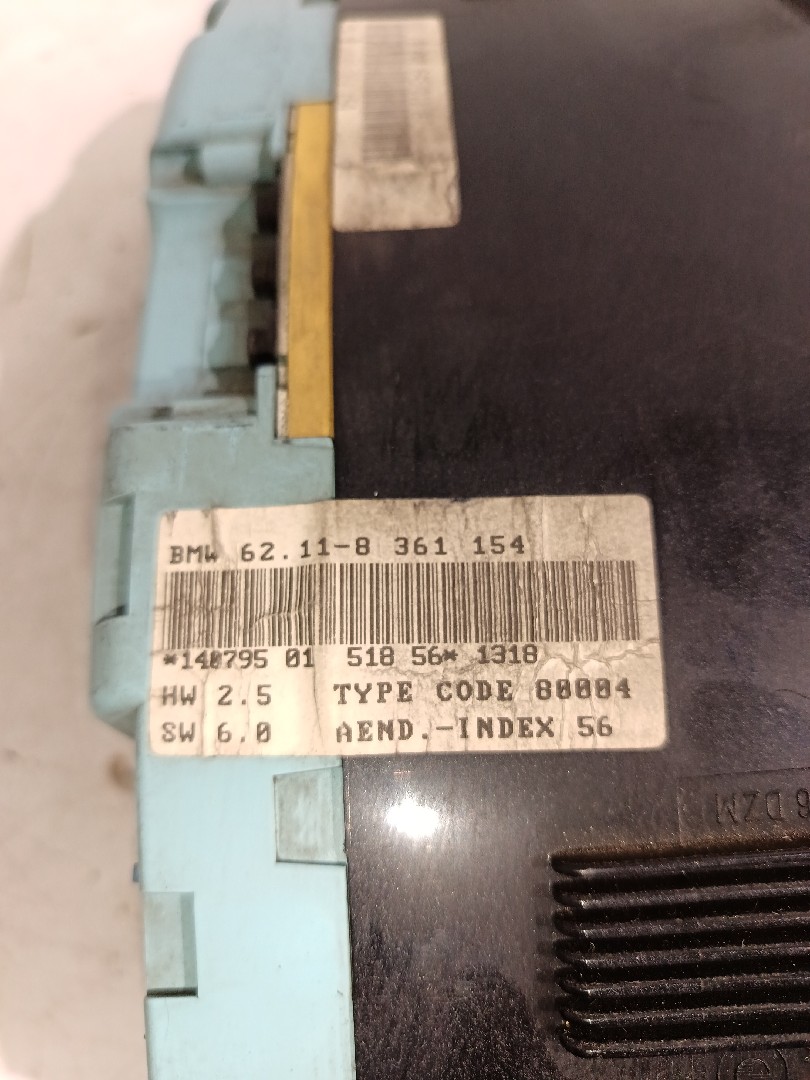 BMW 62.11-8 361 154
*140795 01 518 56* 1318
HW 2.5 TYPE CODE 80004
SW 6.0 AEND.-INDEX 56
DZM